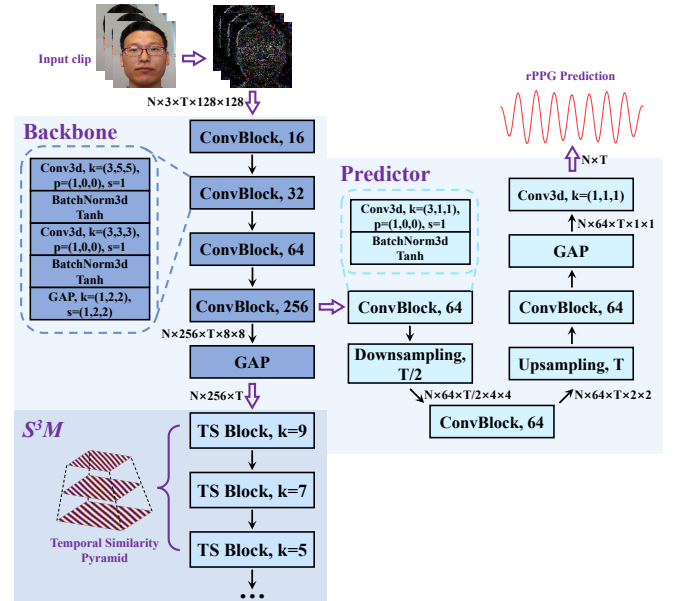 Input clip
N×3×T×128×128
Backbone
ConvBlock, 16
Conv3d, k=(3,5,5),
p=(1,0,0), s=1
BatchNorm3d
Tanh
Conv3d, k=(3,3,3),
p=(1,0,0), s=1
BatchNorm3d
Tanh
GAP, k=(1,2,2),
s=(1,2,2)
ConvBlock, 32
ConvBlock, 64
ConvBlock, 256
N×256×T×8×8
GAP
N×256×T
S³M
TS Block, k=9
TS Block, k=7
TS Block, k=5
Temporal Similarity
Pyramid
•••
Predictor
Conv3d, k=(3,1,1),
p=(1,0,0), s=1
BatchNorm3d
Tanh
ConvBlock, 64
Downsampling,
T/2
N×64×T/2×4×4
ConvBlock, 64
N×64×T×2×2
Upsampling, T
ConvBlock, 64
GAP
N×64×T×1×1
Conv3d, k=(1,1,1)
N×T
rPPG Prediction